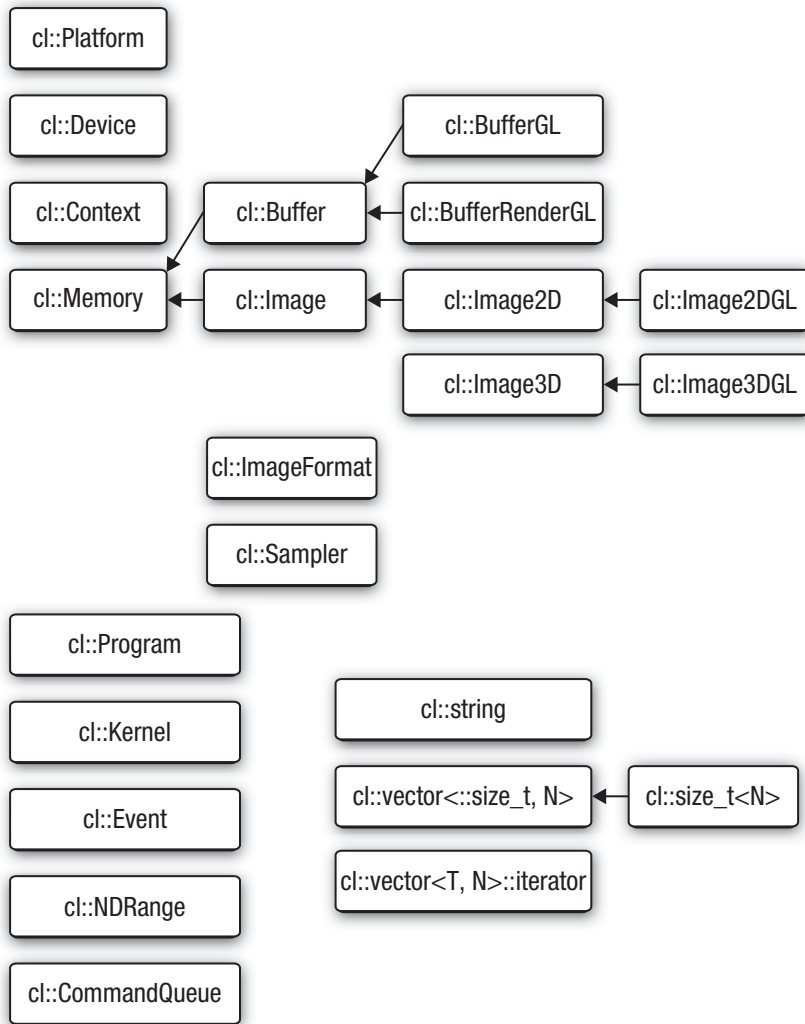 cl::Platform
cl::Device
cl::BufferGL
cl::Context
cl::Buffer
cl::BufferRenderGL
cl::Memory
cl::Image
cl::Image2D
cl::Image2DGL
cl::Image3D
cl::Image3DGL
cl::ImageFormat
cl::Sampler
cl::Program
cl::Kernel
cl::Event
cl::NDRange
cl::CommandQueue
cl::string
cl::vector<::size_t, N>
cl::size_t<N>
cl::vector<T, N>::iterator